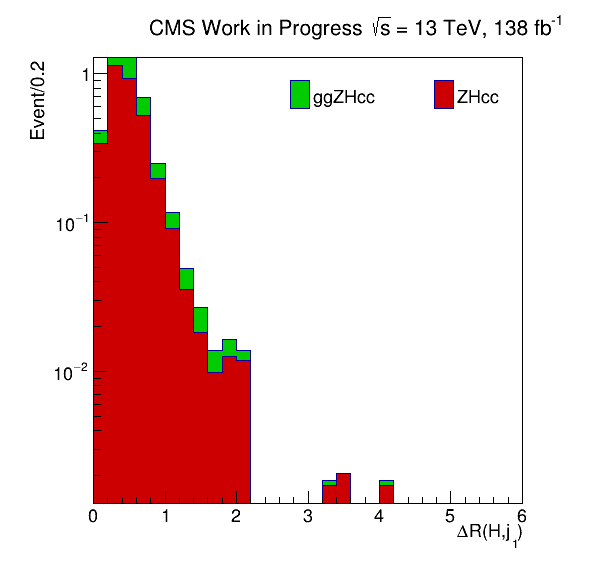 CMS Work in Progress √s = 13 TeV, 138 fb⁻¹
Event/0.2
ggZHcc ZHcc
1
10⁻¹
10⁻²
0 1 2 3 4 5 6
ΔR(H,j₁)